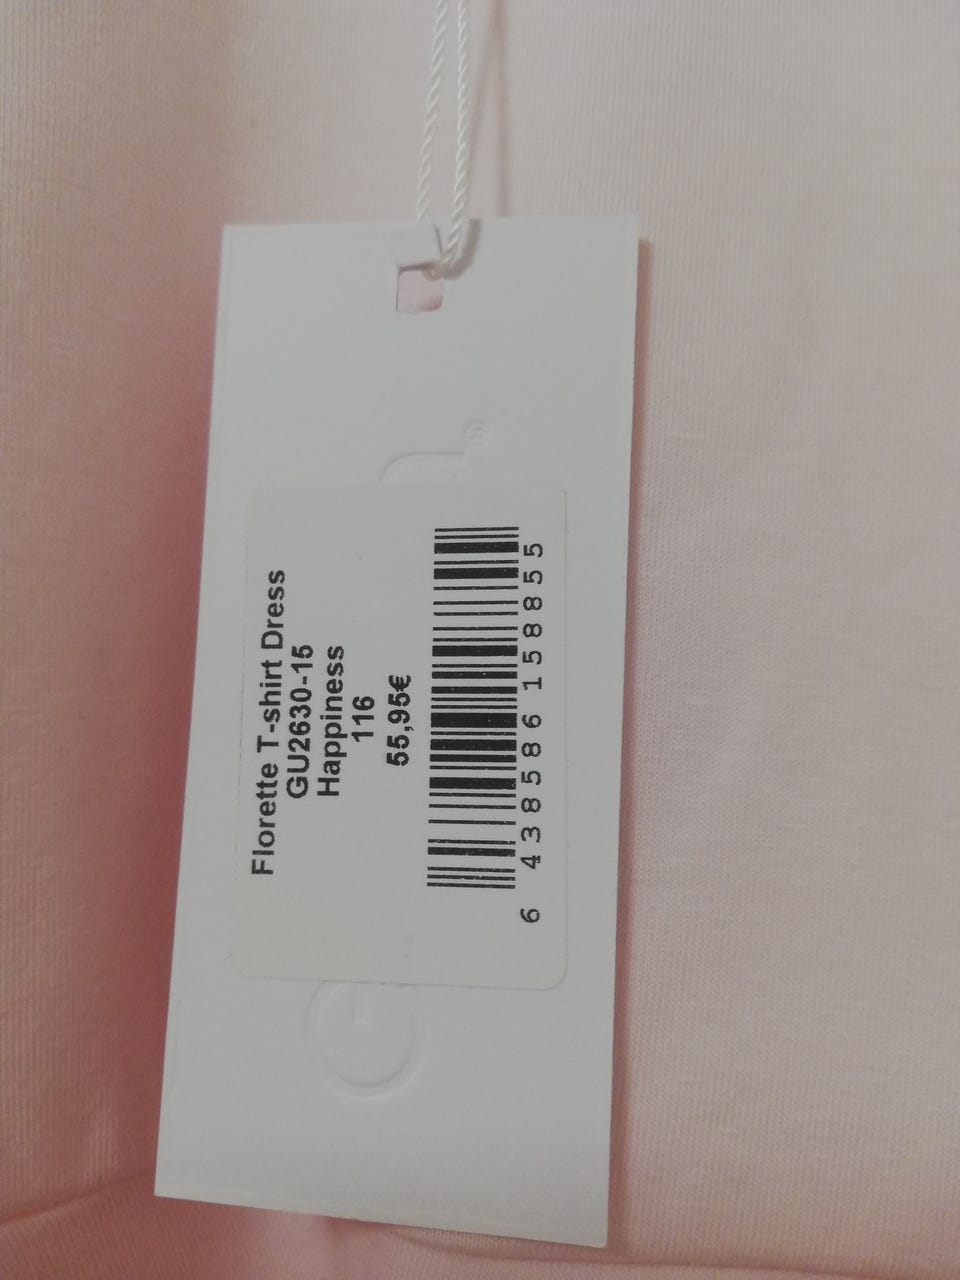 Florette T-shirt Dress
GU2630-15
Happiness
116
55,95€
6 438586 158855
®